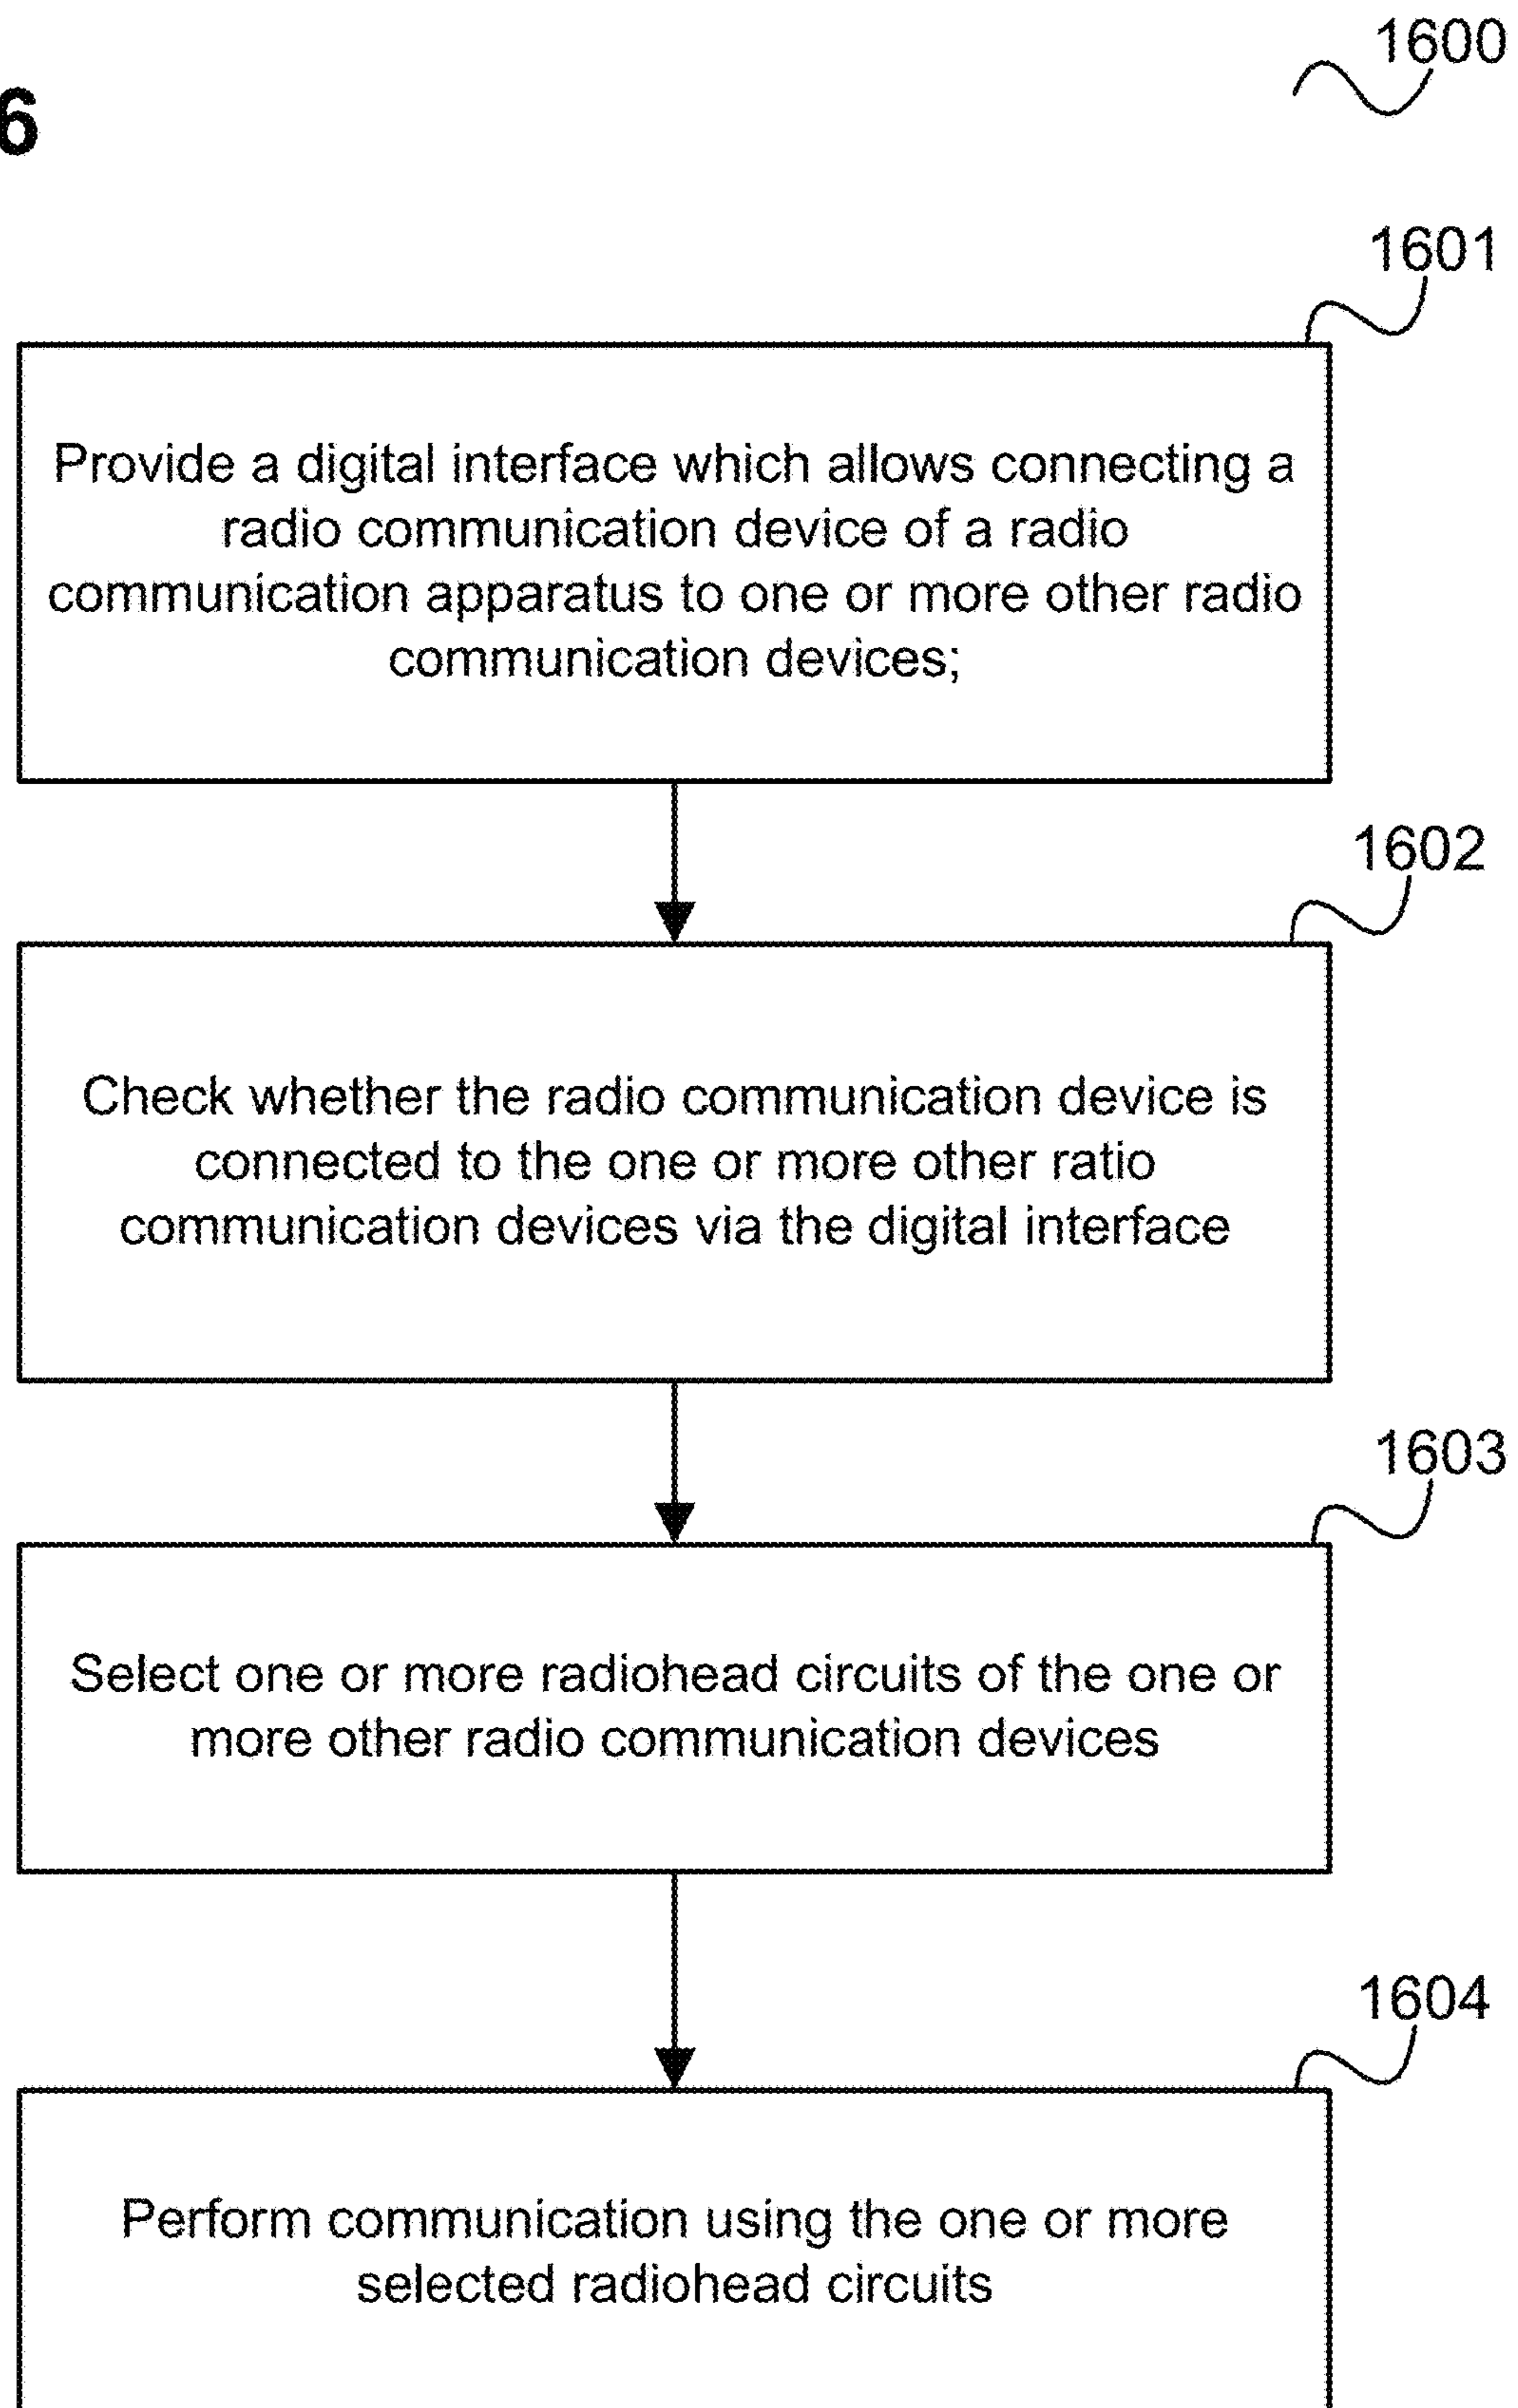 1600
6
1601
Provide a digital interface which allows connecting a
radio communication device of a radio
communication apparatus to one or more other radio
communication devices;
1602
Check whether the radio communication device is
connected to the one or more other ratio
communication devices via the digital interface
1603
Select one or more radiohead circuits of the one or
more other radio communication devices
1604
Perform communication using the one or more
selected radiohead circuits